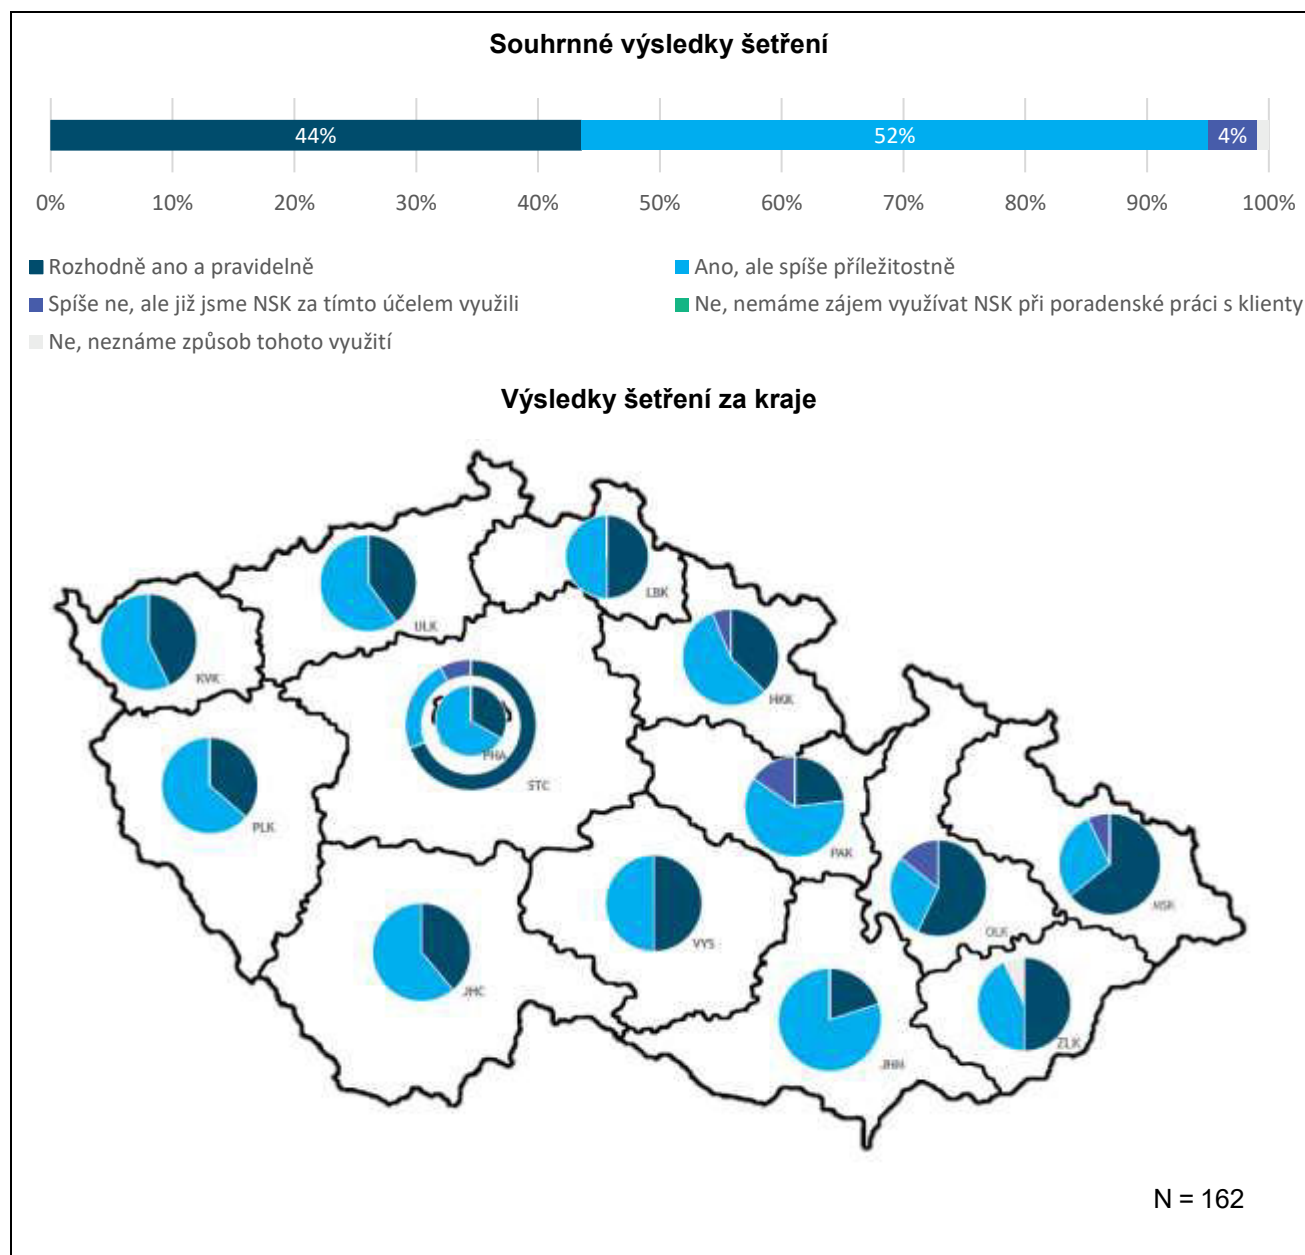 Souhrnné výsledky šetření
44% 52% 4%
0% 10% 20% 30% 40% 50% 60% 70% 80% 90% 100%
Rozhodně ano a pravidelně
Ano, ale spíše příležitostně
Spíše ne, ale již jsme NSK za tímto účelem využili
Ne, nemáme zájem využívat NSK při poradenské práci s klienty
Ne, neznáme způsob tohoto využití
Výsledky šetření za kraje
LBK
ULK
KVK
HKK
PHA
STC
PLK
PAK
MSK
OLK
VYS
JHC
ZLK
JHM
N = 162